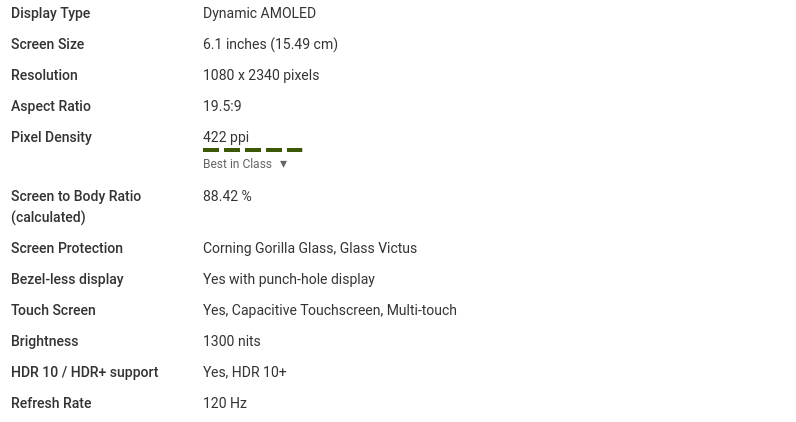 Display Type Dynamic AMOLED
Screen Size 6.1 inches (15.49 cm)
Resolution 1080 x 2340 pixels
Aspect Ratio 19.5:9
Pixel Density 422 ppi
Best in Class ▼
Screen to Body Ratio 88.42 %
(calculated)
Screen Protection Corning Gorilla Glass, Glass Victus
Bezel-less display Yes with punch-hole display
Touch Screen Yes, Capacitive Touchscreen, Multi-touch
Brightness 1300 nits
HDR 10 / HDR+ support Yes, HDR 10+
Refresh Rate 120 Hz